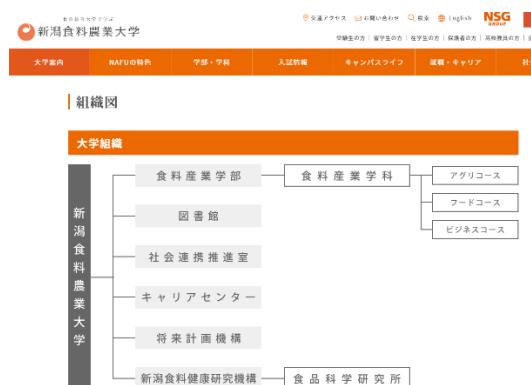 新潟食料農業大学
交通アクセス お問い合わせ 検索 English NSG GROUP
受験生の方 留学生の方 在学生の方 保護者の方 高校教員の方
大学案内 NAFUの特色 学部・学科 入試情報 キャンパスライフ 就職・キャリア
組織図
大学組織
新潟食料農業大学
食料産業学部 食料産業学科 アグリコース
フードコース
ビジネスコース
図書館
社会連携推進室
キャリアセンター
将来計画機構
新潟食料健康研究機構 食品科学研究所